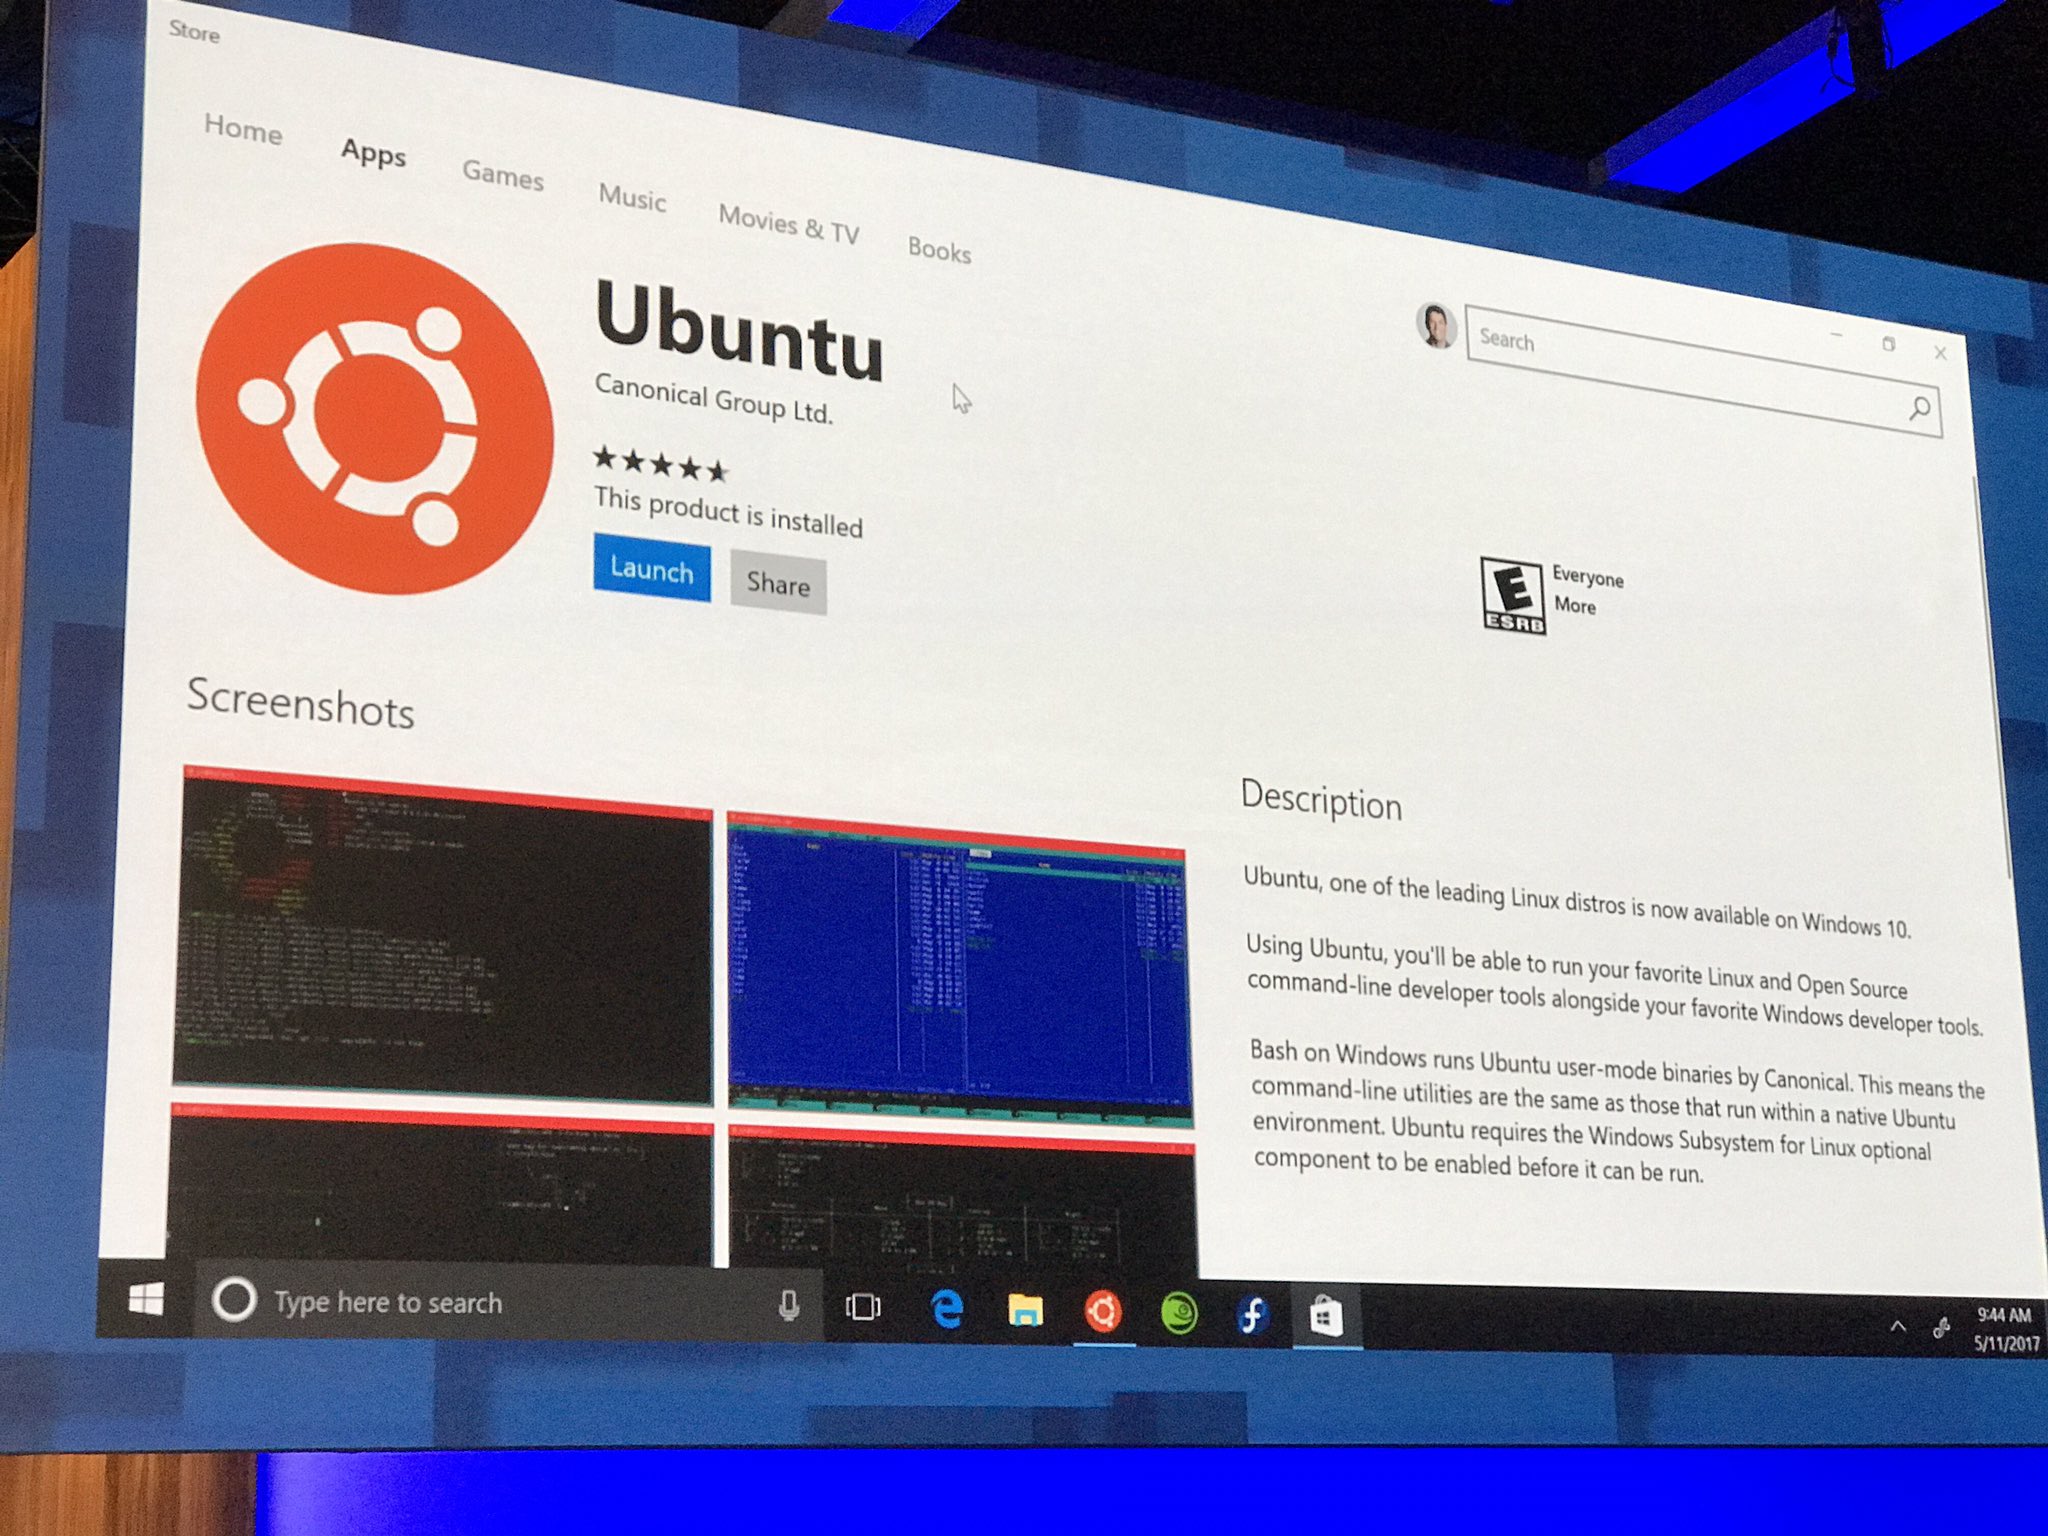 Store
Home Apps Games Music Movies & TV Books
Ubuntu
Canonical Group Ltd.
This product is installed
Launch Share
Search
E
ESRB
Everyone
More
Screenshots
Description
Ubuntu, one of the leading Linux distros is now available on Windows 10.
Using Ubuntu, you'll be able to run your favorite Linux and Open Source
command-line developer tools alongside your favorite Windows developer tools.
Bash on Windows runs Ubuntu user-mode binaries by Canonical. This means the
command-line utilities are the same as those that run within a native Ubuntu
environment. Ubuntu requires the Windows Subsystem for Linux optional
component to be enabled before it can be run.
Type here to search
9:44 AM
5/11/2017